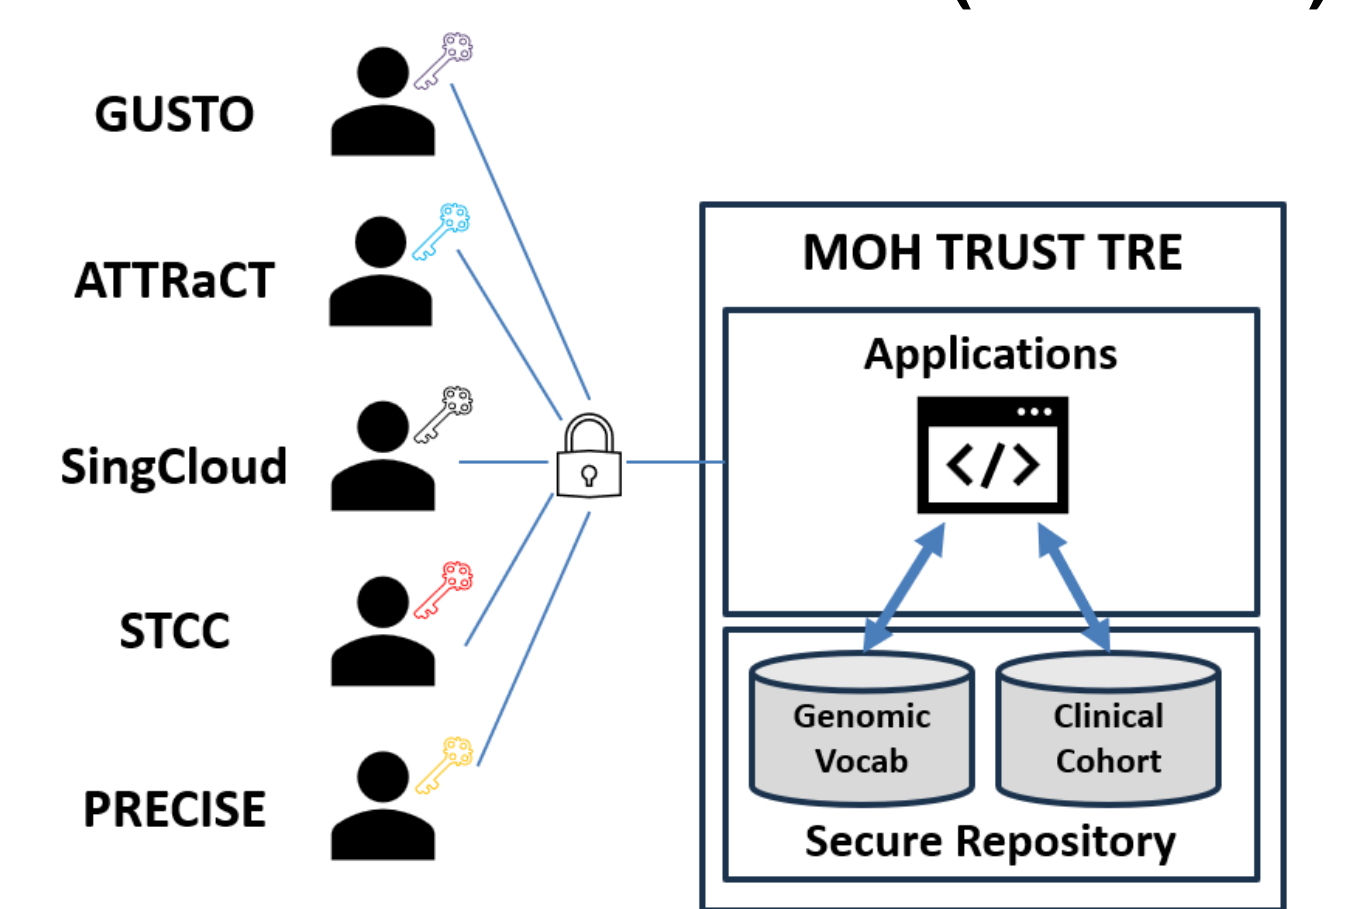 GUSTO
ATTRaCT
SingCloud
STCC
PRECISE
MOH TRUST TRE
Applications
</>
Genomic
Vocab
Clinical
Cohort
Secure Repository